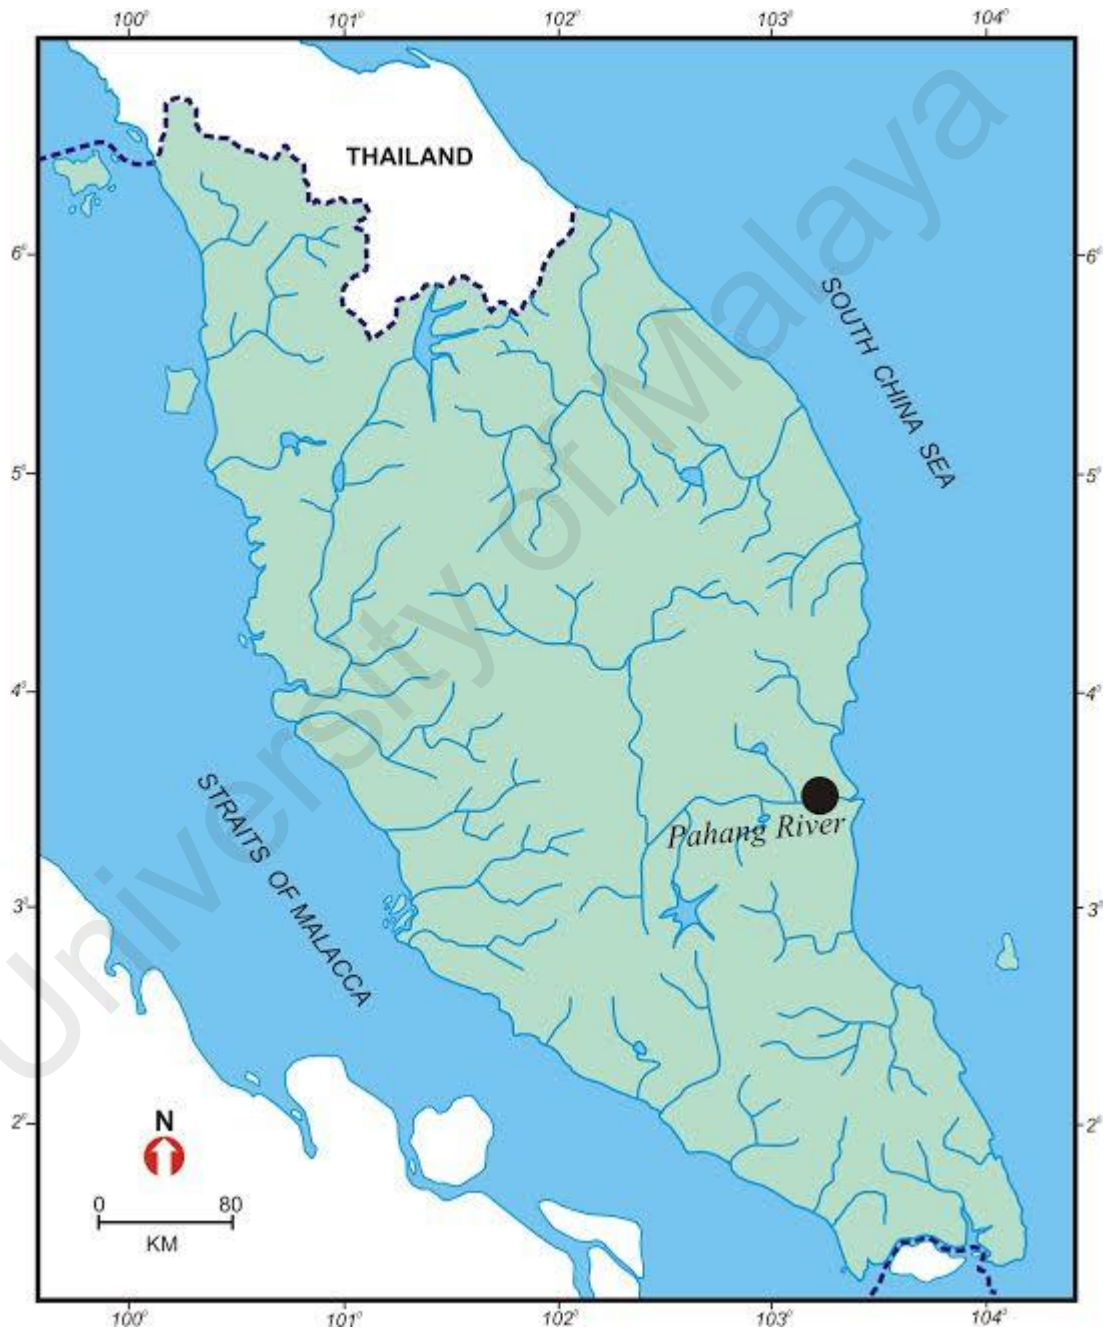 100° 101° 102° 103° 104°
THAILAND
6° 6°
SOUTH CHINA SEA
5° 5°
4° 4°
Pahang River
STRAITS OF MALACCA
3° 3°
2° 2°
N
0 80
KM
100° 101° 102° 103° 104°
University of Malaya